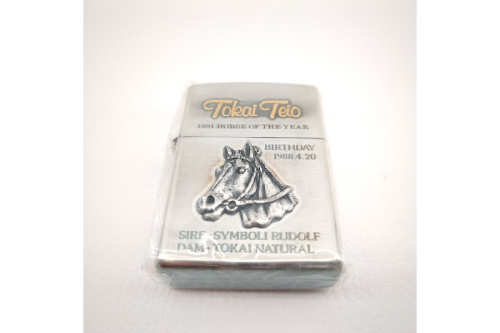 Tokai Teio
1991 HORSE OF THE YEAR
BIRTHDAY
1988.4.20
SIRE-SYMBOLI RUDOLF
DAM-TOKAI NATURAL